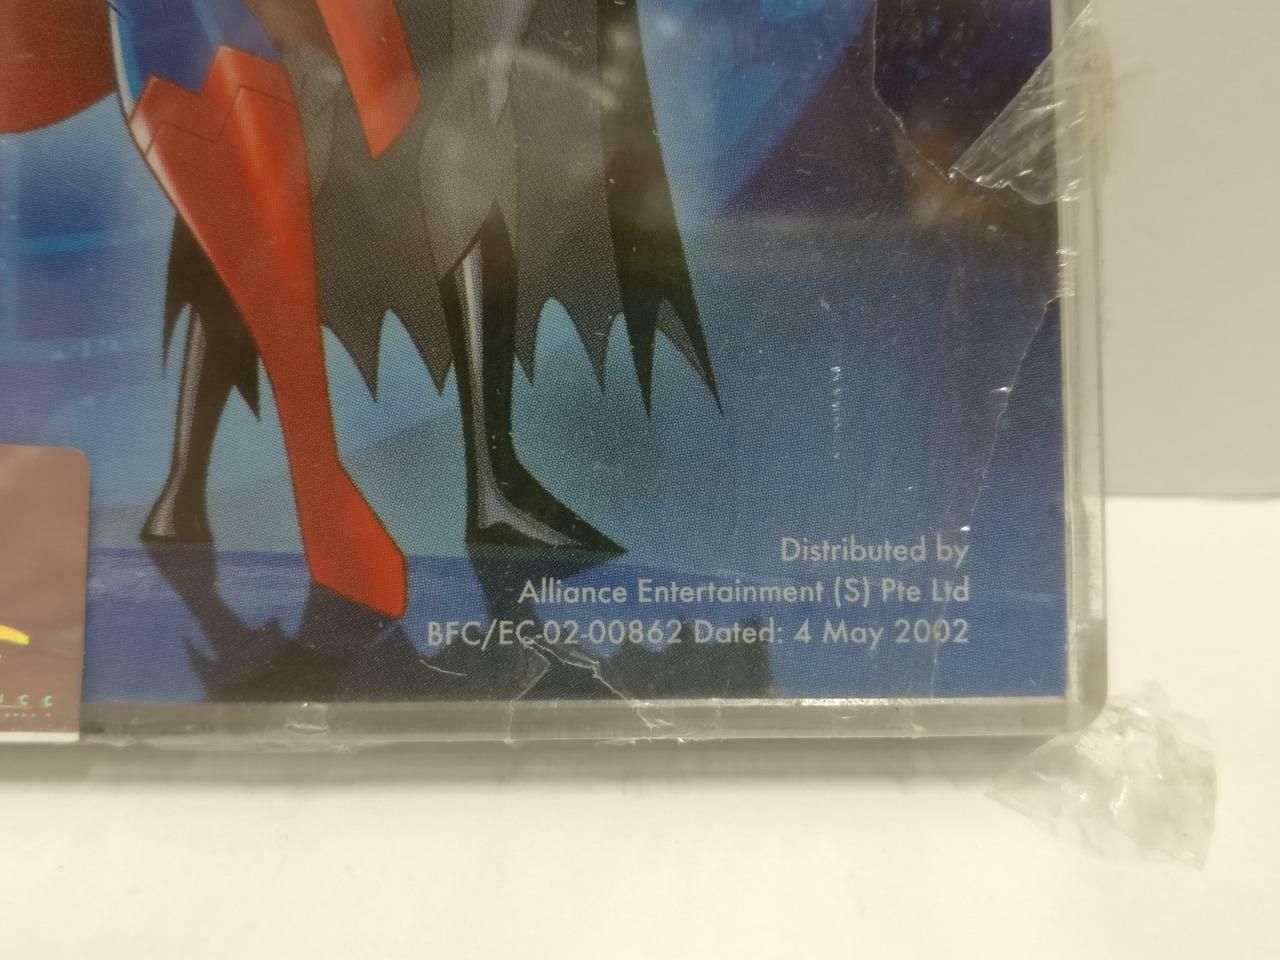 Distributed by
Alliance Entertainment (S) Pte Ltd
BFC/EC-02-00862 Dated: 4 May 2002